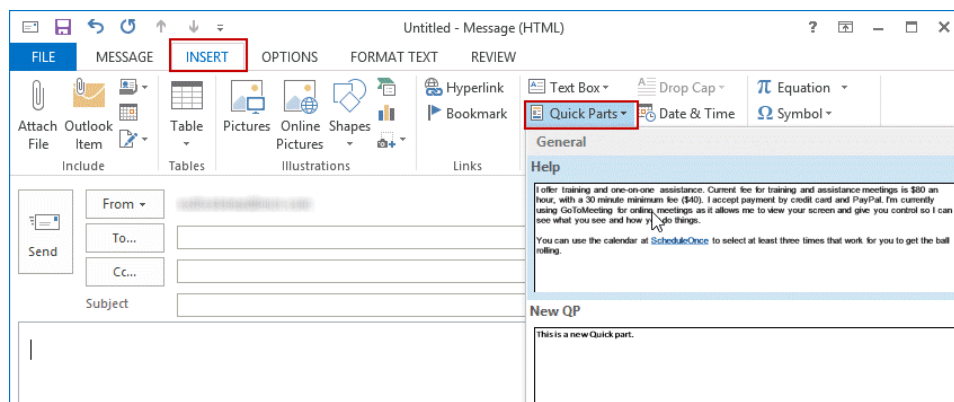 Untitled - Message (HTML)
?
FILE MESSAGE INSERT OPTIONS FORMAT TEXT REVIEW
Attach File
Outlook Item
Include
Table
Tables
Pictures
Online Pictures
Shapes
Illustrations
Hyperlink
Bookmark
Links
Text Box
Drop Cap
π Equation
Quick Parts
Date & Time
Ω Symbol
General
Help
I offer training and one-on-one assistance. Current fee for training and assistance meetings is $80 an
hour, with a 30 minute minimum fee ($40). I accept payment by credit card and PayPal. I'm currently
using GoToMeeting for online meetings as it allows me to view your screen and give you control so I can
see what you see and how you do things.
You can use the calendar at ScheduleOnce to select at least three times that work for you to get the ball
rolling.
New QP
This is a new Quick part.
Send
From
To...
Cc...
Subject